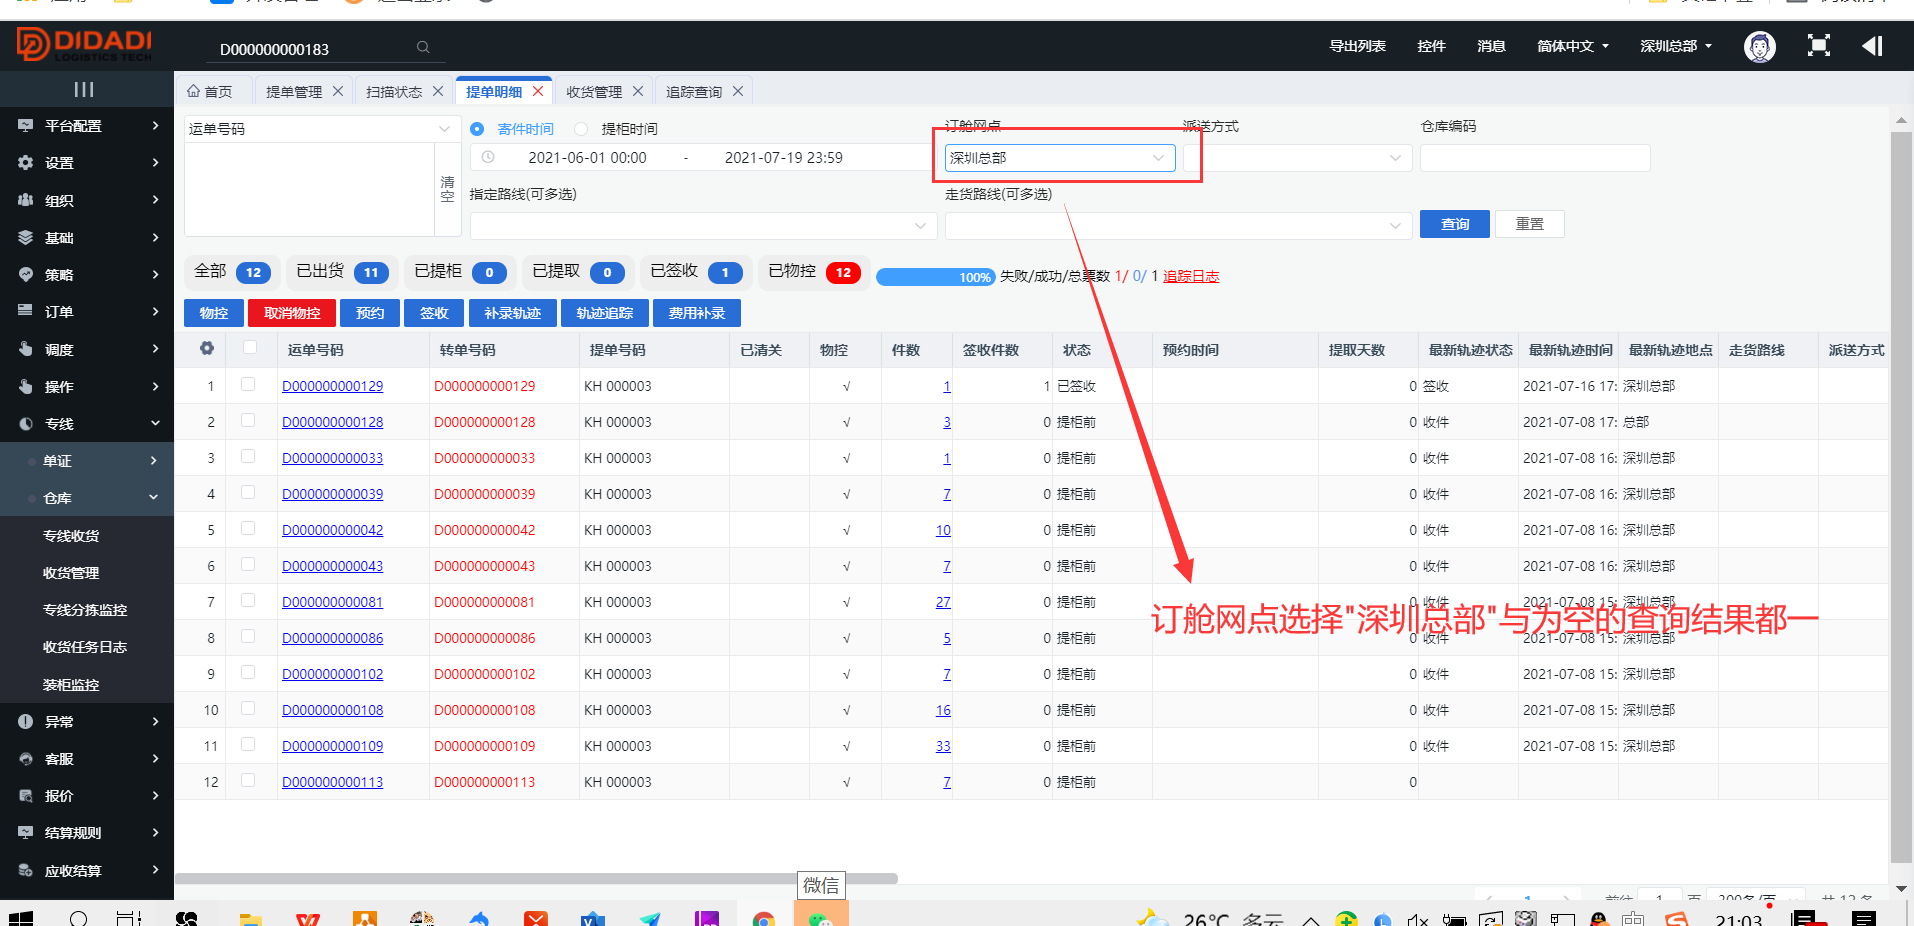 DIDADI
LOGISTICS TECH
D000000000183
导出列表 控件 消息 简体中文 深圳总部
首页 提单管理 扫描状态 提单明细 收货管理 追踪查询
平台配置
设置
组织
基础
策略
订单
调度
操作
专线
单证
仓库
专线收货
收货管理
专线分拣监控
收货任务日志
装柜监控
异常
客服
报价
结算规则
应收结算
运单号码
清空
寄件时间 提柜时间
2021-06-01 00:00 - 2021-07-19 23:59
订舱网点
深圳总部
派送方式
仓库编码
指定路线(可多选)
走货路线(可多选)
查询 重置
全部 12 已出货 11 已提柜 0 已提取 0 已签收 1 已物控 12
100% 失败/成功/总票数 1/ 0/ 1 追踪日志
物控 取消物控 预约 签收 补录轨迹 轨迹追踪 费用补录
运单号码 转单号码 提单号码 已清关 物控 件数 签收件数 状态 预约时间 提取天数 最新轨迹状态 最新轨迹时间 最新轨迹地点 走货路线 派送方式
1 D000000000129 D000000000129 KH 000003 √ 1 1 已签收 0 签收 2021-07-16 17: 深圳总部
2 D000000000128 D000000000128 KH 000003 √ 3 0 提柜前 0 收件 2021-07-08 17: 总部
3 D000000000033 D000000000033 KH 000003 √ 1 0 提柜前 0 收件 2021-07-08 16: 深圳总部
4 D000000000039 D000000000039 KH 000003 √ 7 0 提柜前 0 收件 2021-07-08 16: 深圳总部
5 D000000000042 D000000000042 KH 000003 √ 10 0 提柜前 0 收件 2021-07-08 16: 深圳总部
6 D000000000043 D000000000043 KH 000003 √ 7 0 提柜前 0 收件 2021-07-08 16: 深圳总部
7 D000000000081 D000000000081 KH 000003 √ 27 0 提柜前 0 收件 2021-07-08 15: 深圳总部
订舱网点选择"深圳总部"与为空的查询结果都一
8 D000000000086 D000000000086 KH 000003 √ 5 0 提柜前 0 收件 2021-07-08 15: 深圳总部
9 D000000000102 D000000000102 KH 000003 √ 7 0 提柜前 0 收件 2021-07-08 15: 深圳总部
10 D000000000108 D000000000108 KH 000003 √ 16 0 提柜前 0 收件 2021-07-08 15: 深圳总部
11 D000000000109 D000000000109 KH 000003 √ 33 0 提柜前 0 收件 2021-07-08 15: 深圳总部
12 D000000000113 D000000000113 KH 000003 √ 7 0 提柜前 0
微信
26°C 多云
21:03